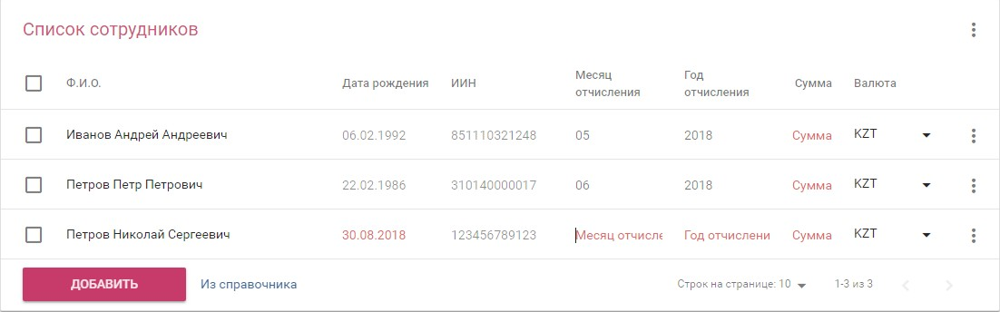 Список сотрудников
Ф.И.О. Дата рождения ИИН Месяц отчисления Год отчисления Сумма Валюта
Иванов Андрей Андреевич 06.02.1992 851110321248 05 2018 Сумма KZT
Петров Петр Петрович 22.02.1986 310140000017 06 2018 Сумма KZT
Петров Николай Сергеевич 30.08.2018 123456789123 Месяц отчисле Год отчислени Сумма KZT
ДОБАВИТЬ Из справочника Строк на странице: 10 1-3 из 3